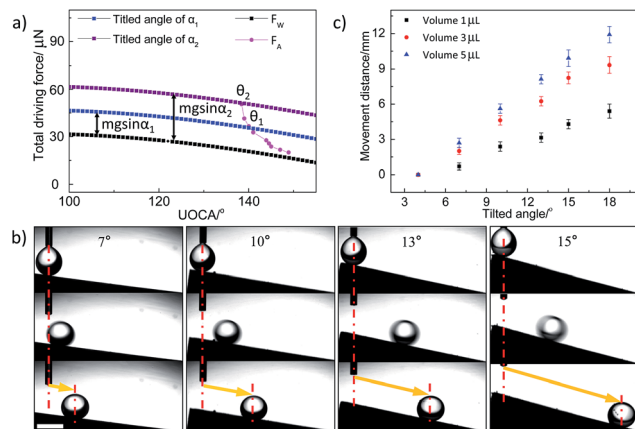 a)
Titled angle of α₁
Titled angle of α₂
F_W
F_A
Total driving force/ μN
90
60
30
0
θ₂
θ₁
mgsinα₁
mgsinα₂
100
120
140
UOCA/°
c)
Volume 1 μL
Volume 3 μL
Volume 5 μL
Movement distance/mm
12
9
6
3
0
3
6
9
12
15
18
Tilted angle/°
b)
7°
10°
13°
15°